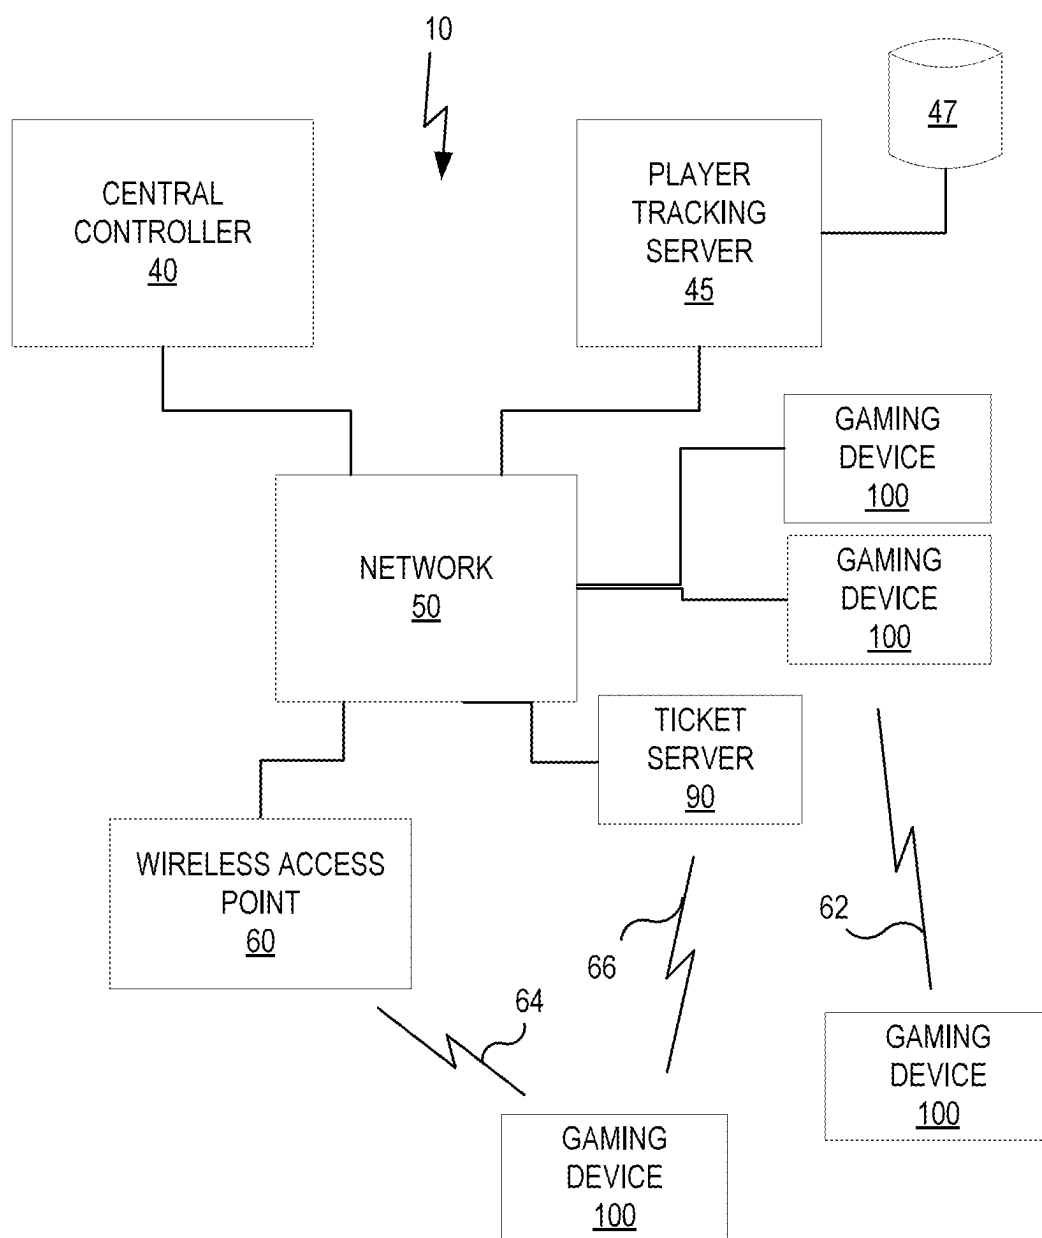 10
47
CENTRAL
CONTROLLER
40
PLAYER
TRACKING
SERVER
45
GAMING
DEVICE
100
NETWORK
50
GAMING
DEVICE
100
TICKET
SERVER
90
WIRELESS ACCESS
POINT
60
62
66
64
GAMING
DEVICE
100
GAMING
DEVICE
100